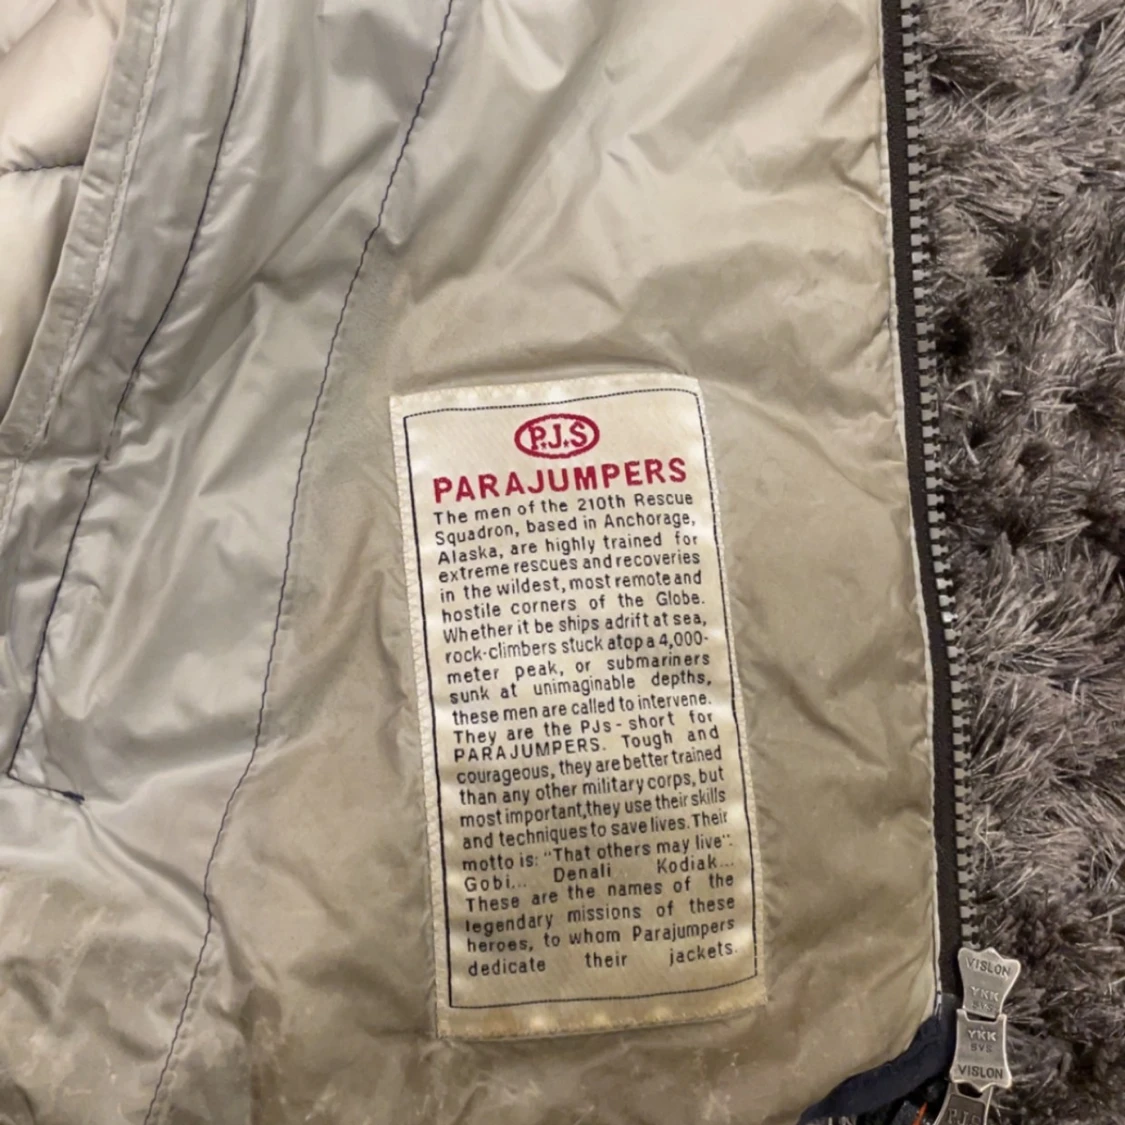 P.J.S
PARAJUMPERS
The men of the 210th Rescue
Squadron, based in Anchorage,
Alaska, are highly trained for
extreme rescues and recoveries
in the wildest, most remote and
hostile corners of the Globe.
Whether it be ships adrift at sea,
rock-climbers stuck atop a 4,000-
meter peak, or submariners
sunk at unimaginable depths,
these men are called to intervene.
They are the PJs - short for
PARAJUMPERS. Tough and
courageous, they are better trained
than any other military corps, but
most important,they use their skills
and techniques to save lives. Their
motto is: "That others may live".
Gobi... Denali Kodiak...
These are the names of the
legendary missions of these
heroes, to whom Parajumpers
dedicate their jackets.
VISLON
YKK
YKK
VISLON
PJS